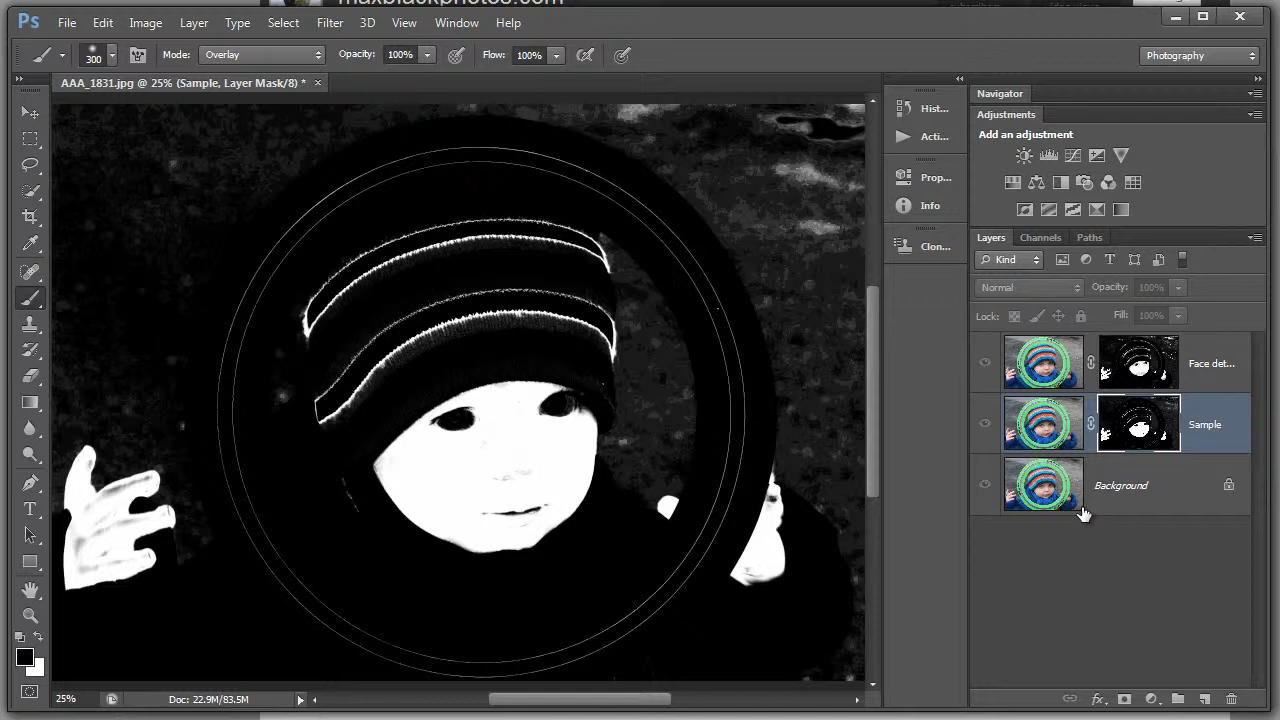 maxblackphotos.com
Ps File Edit Image Layer Type Select Filter 3D View Window Help
300 Mode: Overlay Opacity: 100% Flow: 100% Photography
AAA_1831.jpg @ 25% (Sample, Layer Mask/8) * ×
Navigator
Hist...
Adjustments
Acti...
Add an adjustment
Prop...
Info
Layers Channels Paths
Clon...
Kind
Normal Opacity: 100%
Lock: Fill: 100%
Face det...
Sample
Background
25% Doc: 22.9M/83.5M